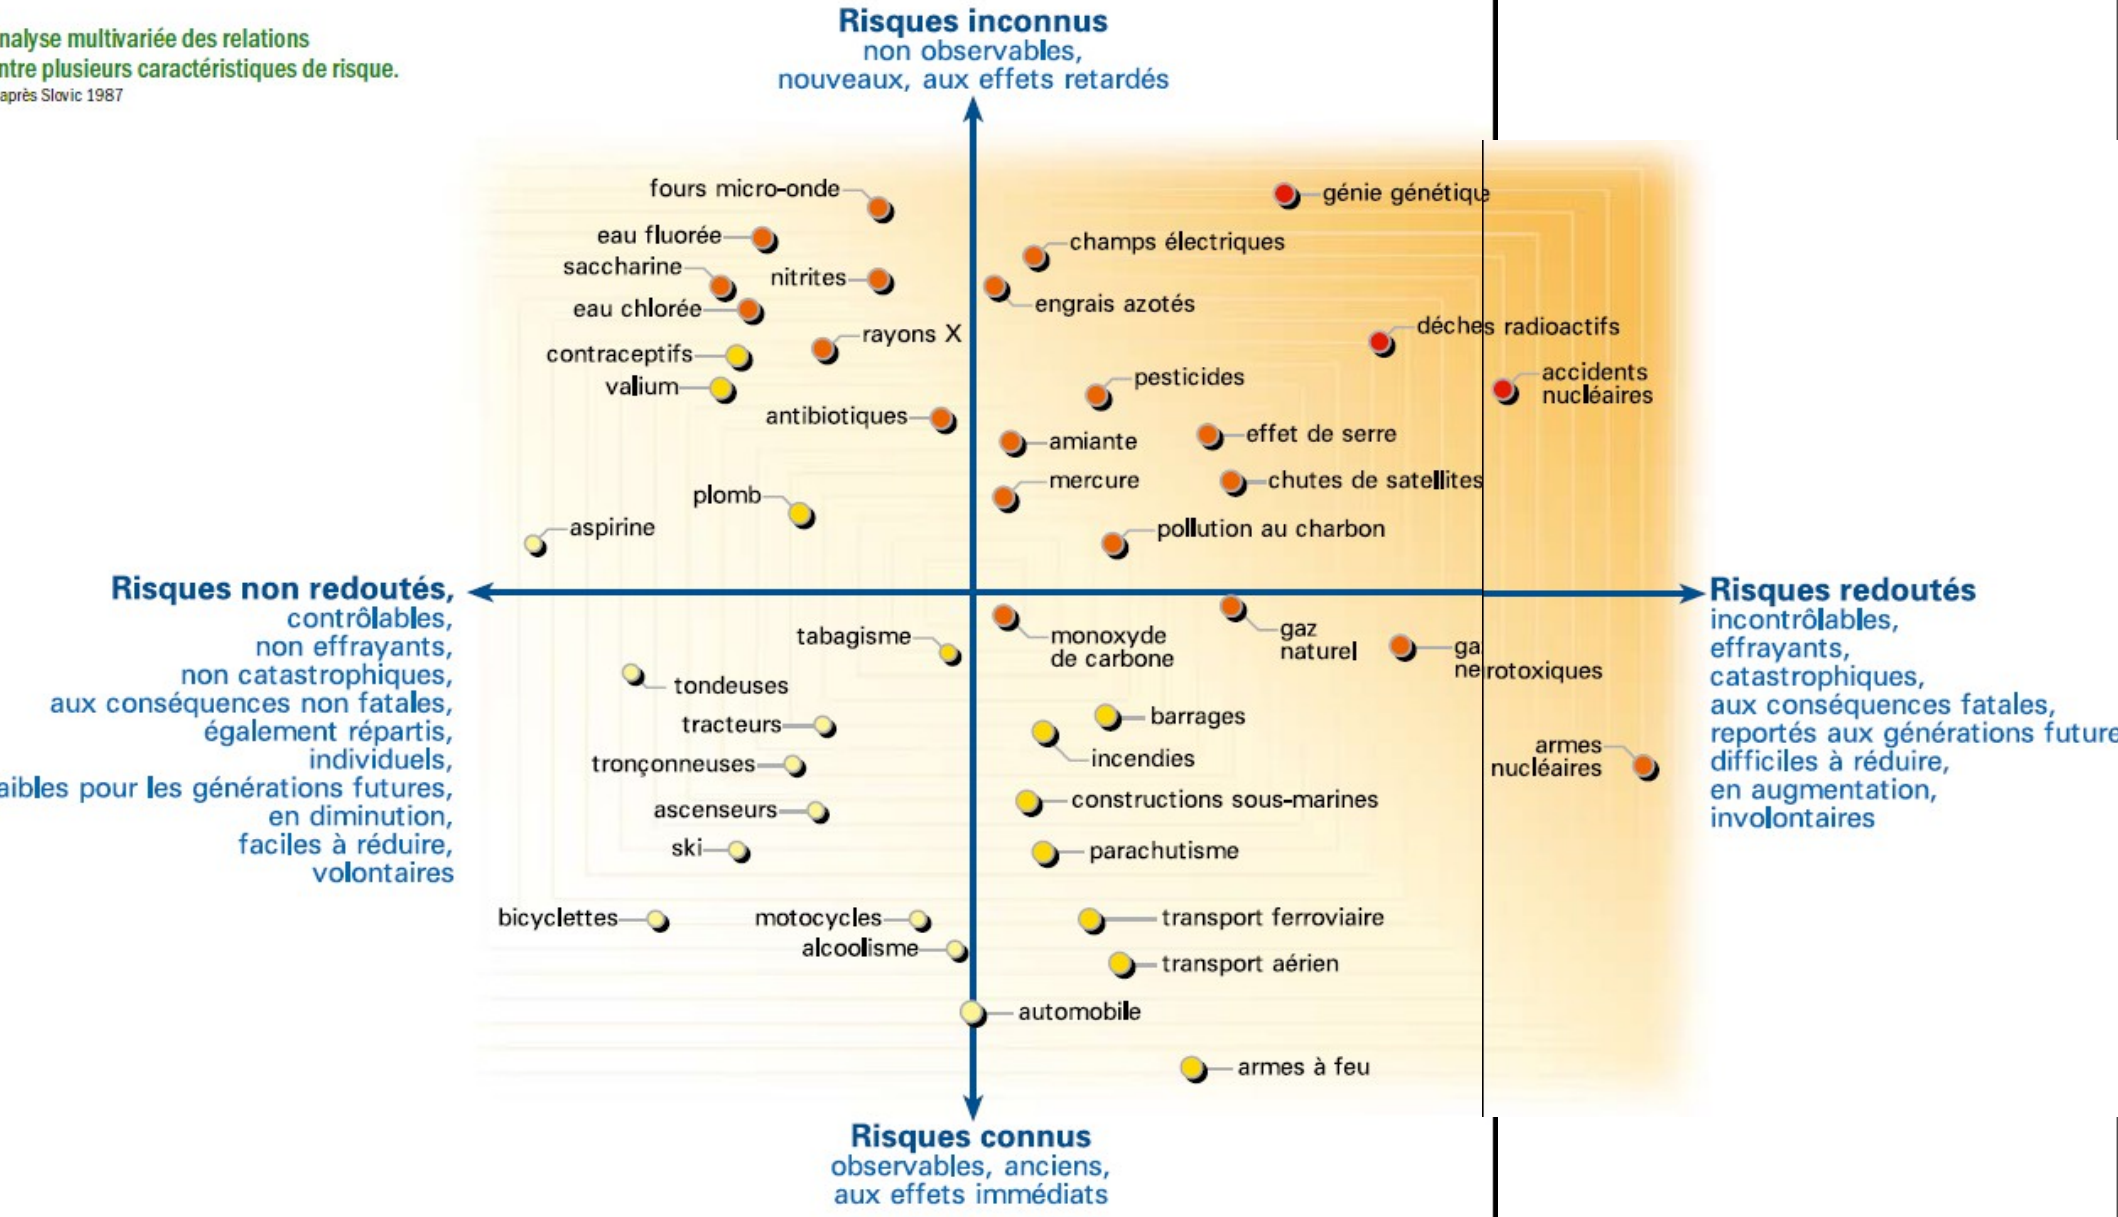 nalyse multivariée des relations
ntre plusieurs caractéristiques de risque.
après Slovic 1987
Risques inconnus
non observables,
nouveaux, aux effets retardés
fours micro-onde
génie génétique
eau fluorée
champs électriques
saccharine
nitrites
engrais azotés
eau chlorée
déches radioactifs
rayons X
contraceptifs
accidents
nucléaires
pesticides
valium
antibiotiques
effet de serre
amiante
mercure
chutes de satellites
plomb
aspirine
pollution au charbon
Risques non redoutés,
contrôlables,
non effrayants,
non catastrophiques,
aux conséquences non fatales,
également répartis,
individuels,
aibles pour les générations futures,
en diminution,
faciles à réduire,
volontaires
Risques redoutés
incontrôlables,
effrayants,
catastrophiques,
aux conséquences fatales,
reportés aux générations future
difficiles à réduire,
en augmentation,
involontaires
tabagisme
monoxyde
de carbone
gaz
naturel
ga
nerotoxiques
tondeuses
tracteurs
barrages
incendies
armes
nucléaires
tronçonneuses
ascenseurs
constructions sous-marines
ski
parachutisme
bicyclettes
motocycles
transport ferroviaire
alcoolisme
transport aérien
automobile
armes à feu
Risques connus
observables, anciens,
aux effets immédiats